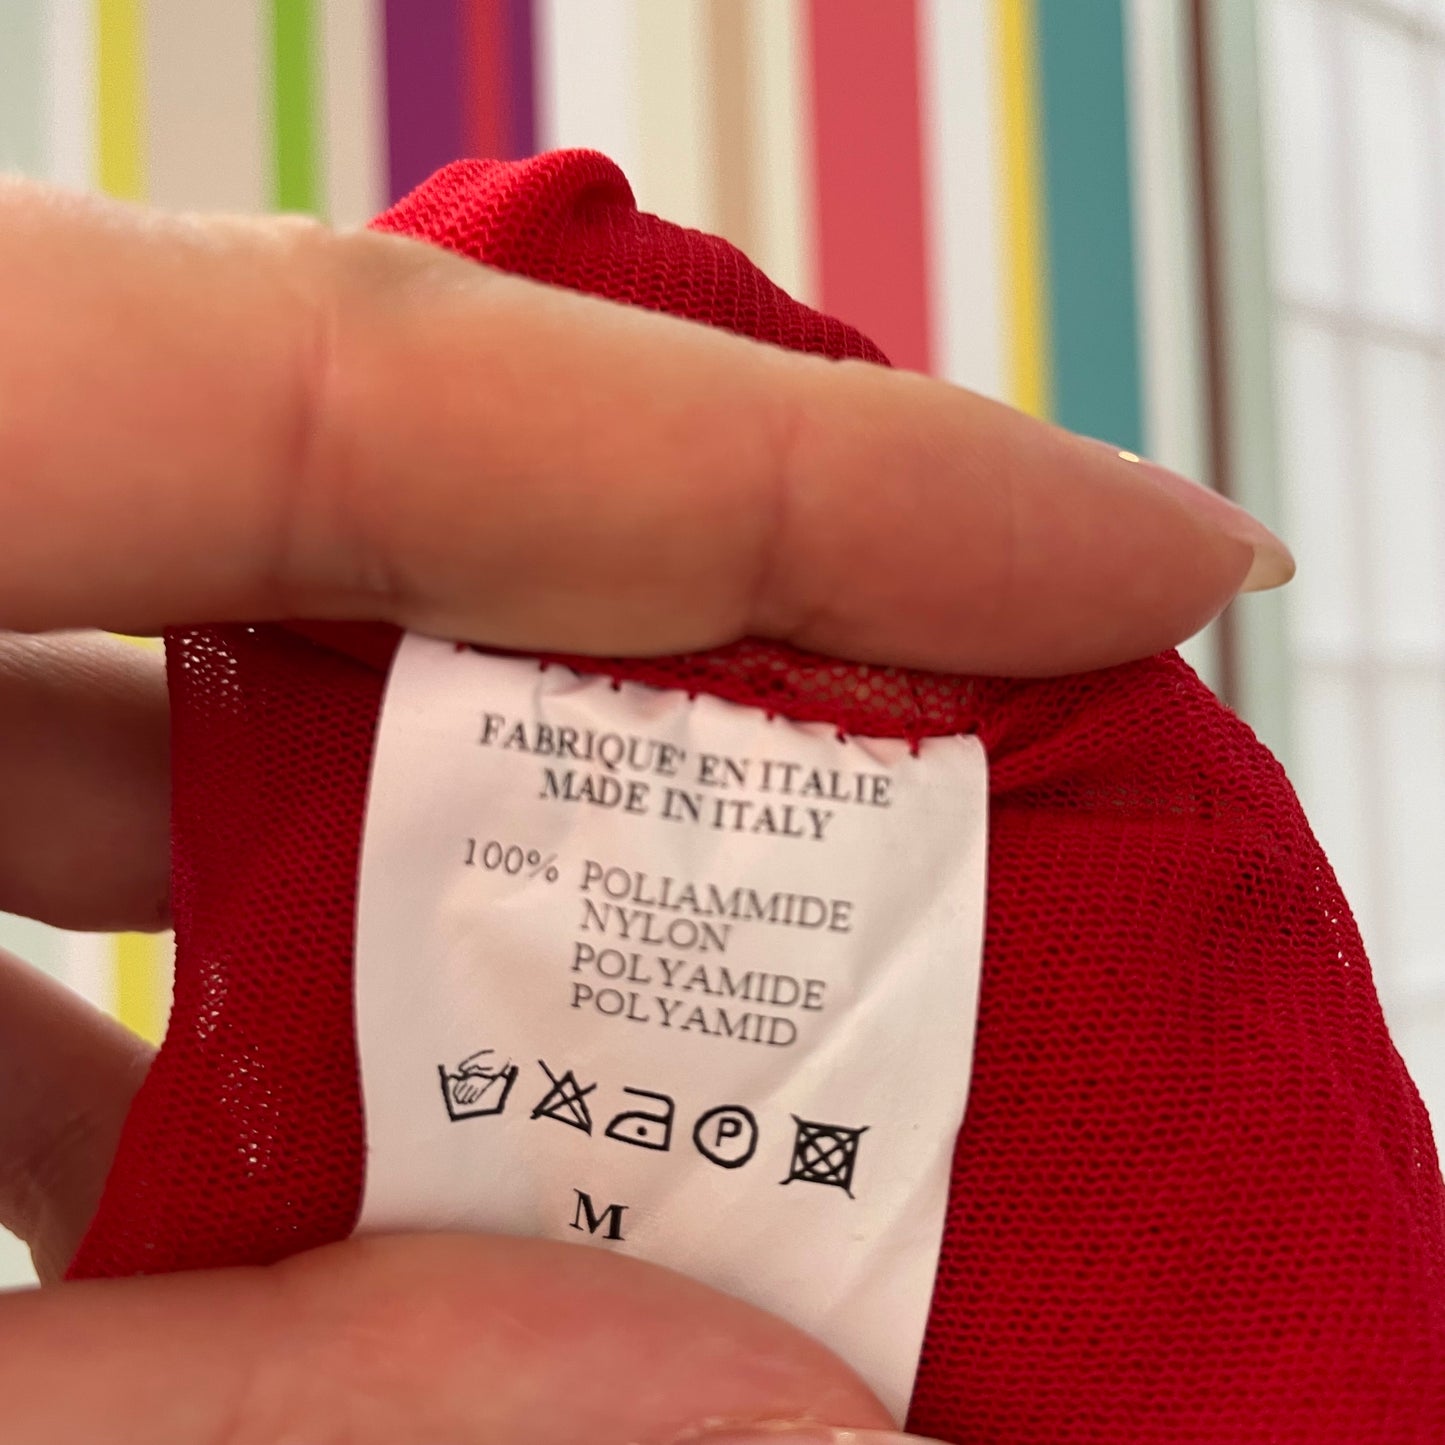 FABRIQUE' EN ITALIE
MADE IN ITALY
100% POLIAMMIDE
NYLON
POLYAMIDE
POLYAMID
P
M